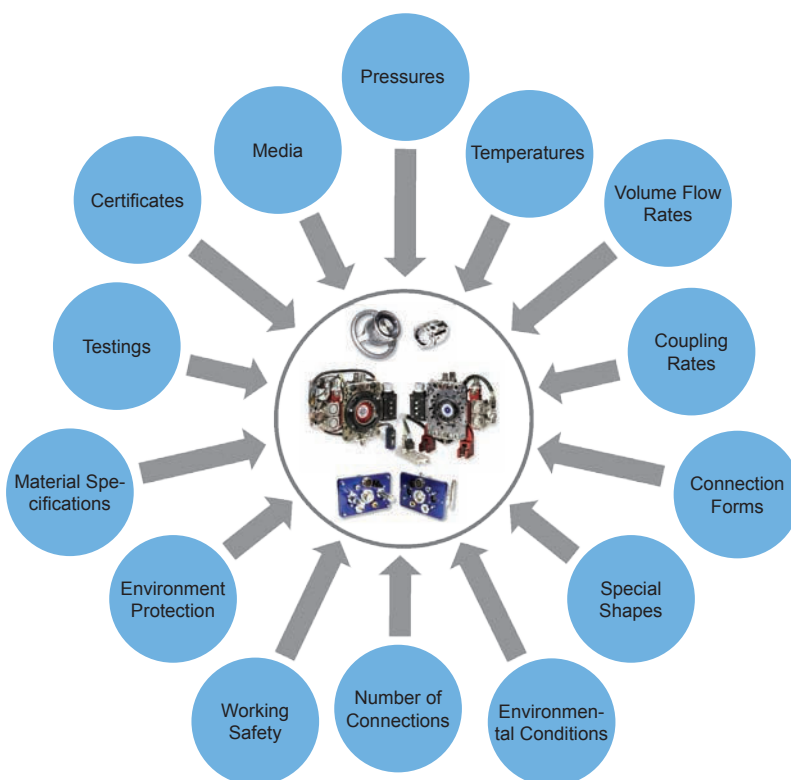 Pressures
Temperatures
Volume Flow
Rates
Coupling
Rates
Connection
Forms
Special
Shapes
Environmen-
tal Conditions
Number of
Connections
Working
Safety
Environment
Protection
Material Spe-
cifications
Testings
Certificates
Media